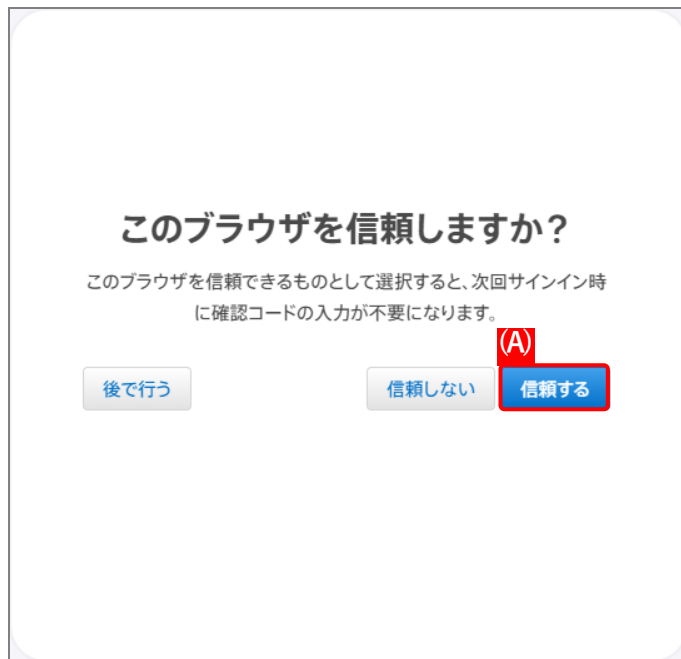 このブラウザを信頼しますか？
このブラウザを信頼できるものとして選択すると、次回サインイン時
に確認コードの入力が不要になります。
(A)
後で行う
信頼しない
信頼する